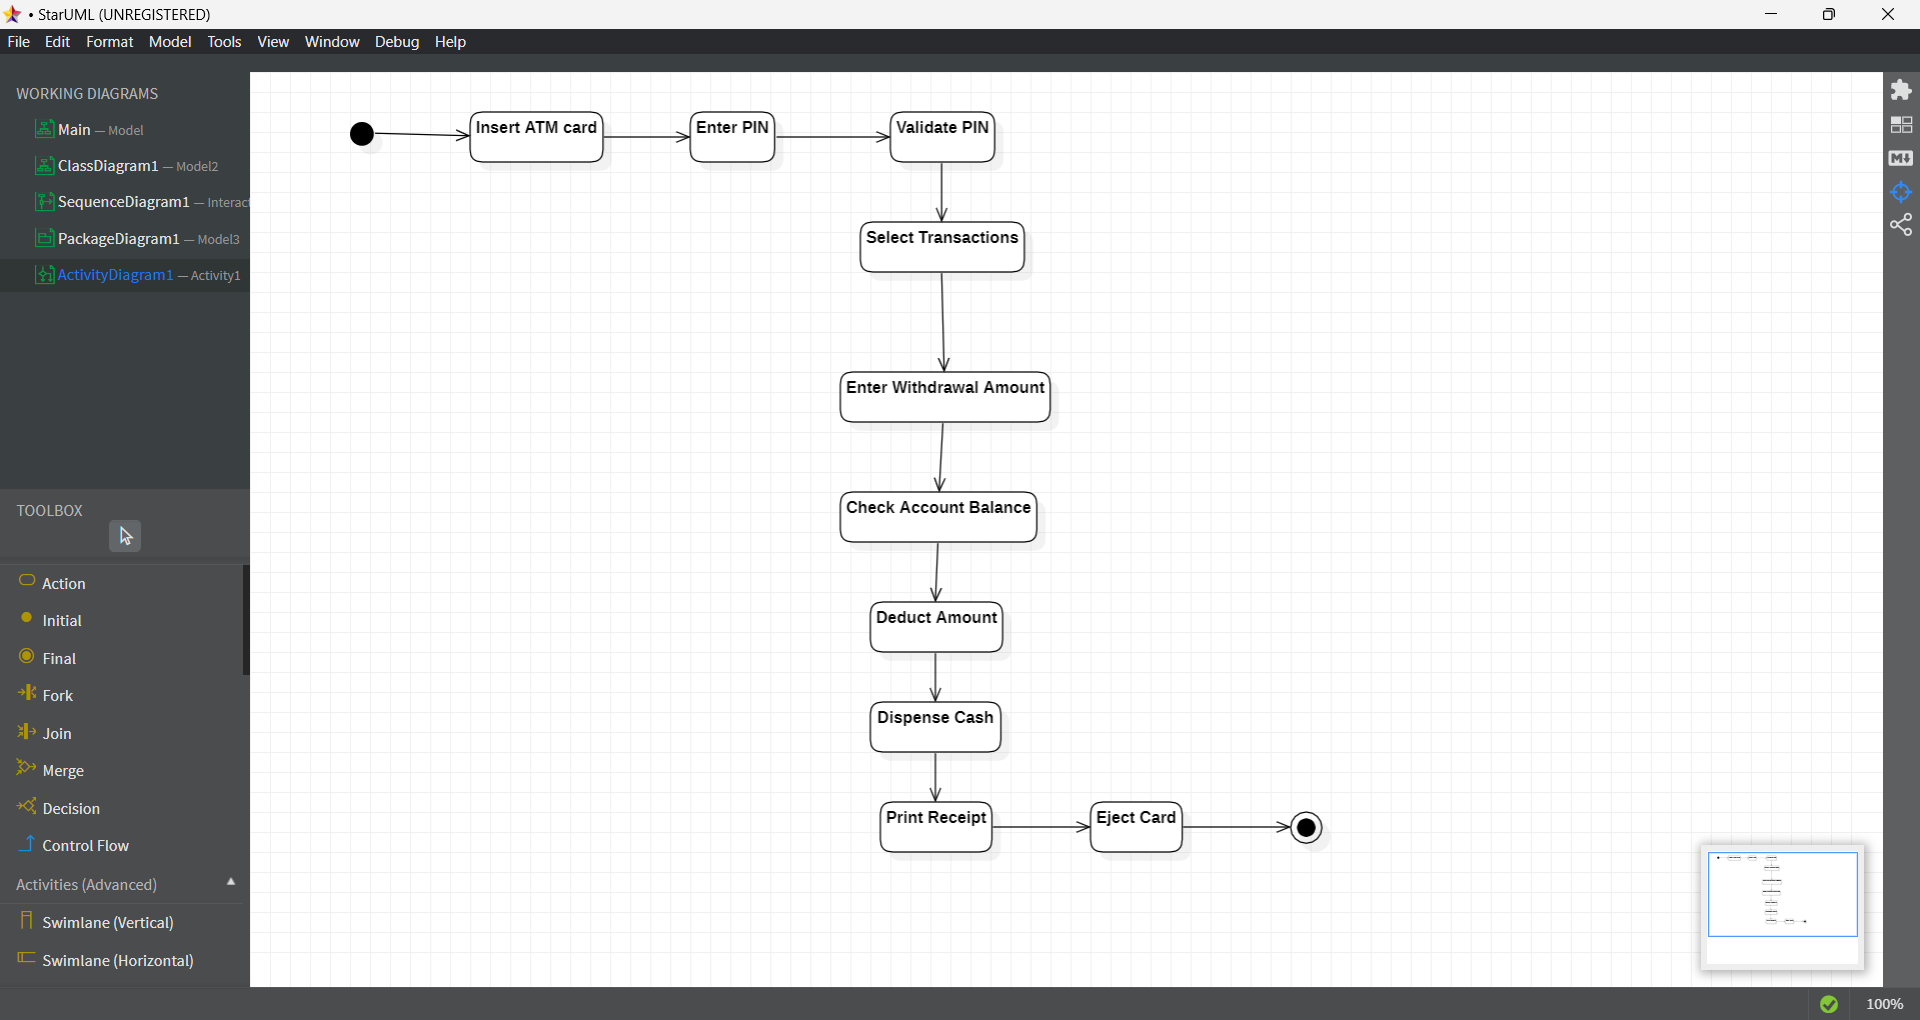 • StarUML (UNREGISTERED)
File Edit Format Model Tools View Window Debug Help
WORKING DIAGRAMS
Main — Model
ClassDiagram1 — Model2
SequenceDiagram1 — Interact
PackageDiagram1 — Model3
ActivityDiagram1 — Activity1
TOOLBOX
Action
Initial
Final
Fork
Join
Merge
Decision
Control Flow
Activities (Advanced)
Swimlane (Vertical)
Swimlane (Horizontal)
Insert ATM card
Enter PIN
Validate PIN
Select Transactions
Enter Withdrawal Amount
Check Account Balance
Deduct Amount
Dispense Cash
Print Receipt
Eject Card
M
100%